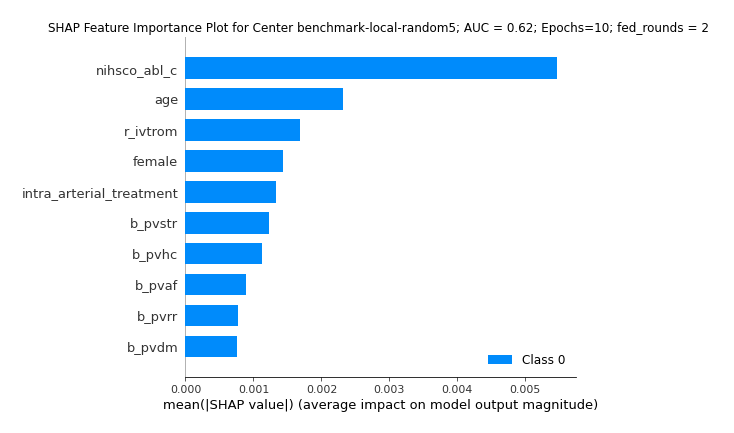 SHAP Feature Importance Plot for Center benchmark-local-random5; AUC = 0.62; Epochs=10; fed_rounds = 2
nihsco_abl_c
age
r_ivtrom
female
intra_arterial_treatment
b_pvstr
b_pvhc
b_pvaf
b_pvrr
b_pvdm
Class 0
0.000 0.001 0.002 0.003 0.004 0.005
mean(|SHAP value|) (average impact on model output magnitude)